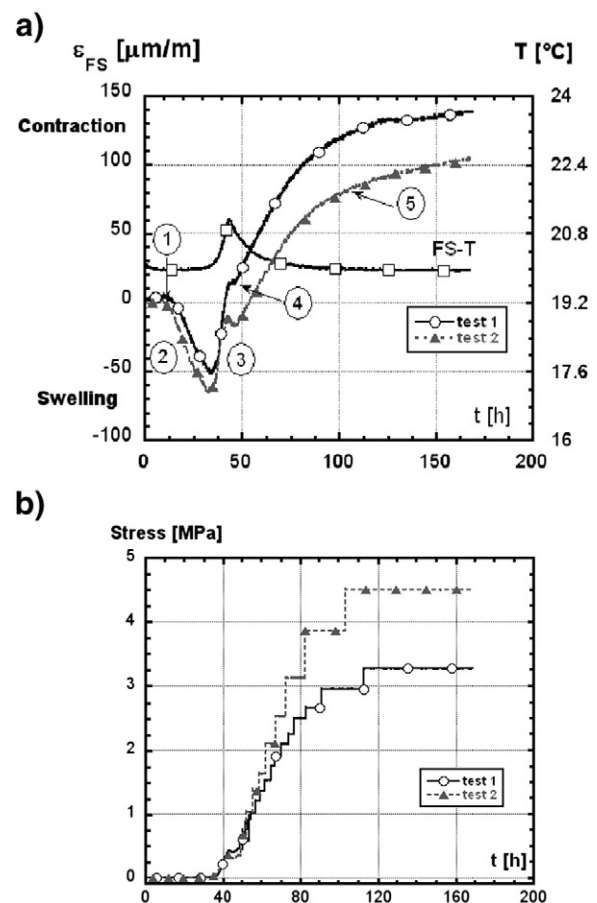 a)
εFS [μm/m]
T [°C]
150
24
Contraction
100
22.4
50
20.8
1
5
FS-T
0
19.2
4
test 1
test 2
2
3
-50
17.6
Swelling
t [h]
-100
16
0 50 100 150 200
b)
Stress [MPa]
5
4
3
2
test 1
test 2
1
t [h]
0
0 40 80 120 160 200